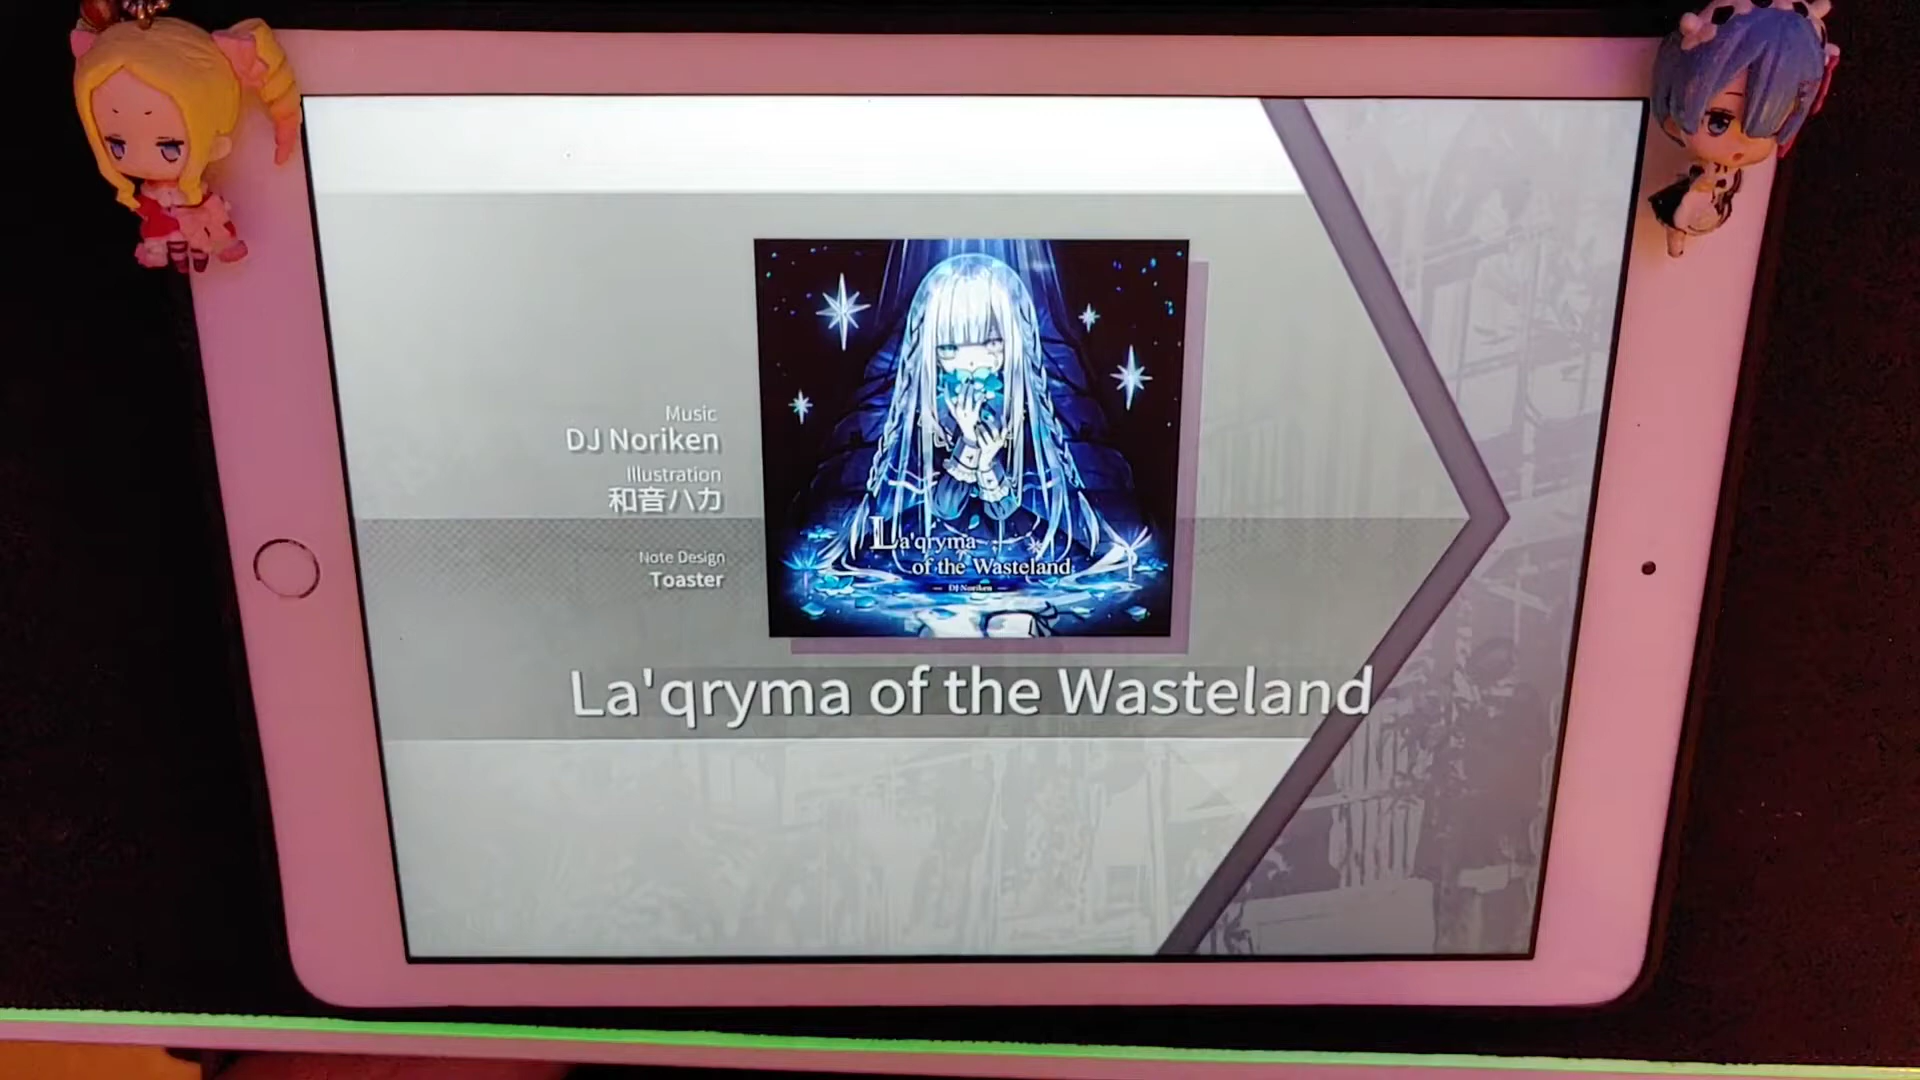 Music
DJ Noriken
Illustration
和音ハカ
Note Design
Toaster
La'qryma
of the Wasteland
DJ Noriken
La'qryma of the Wasteland